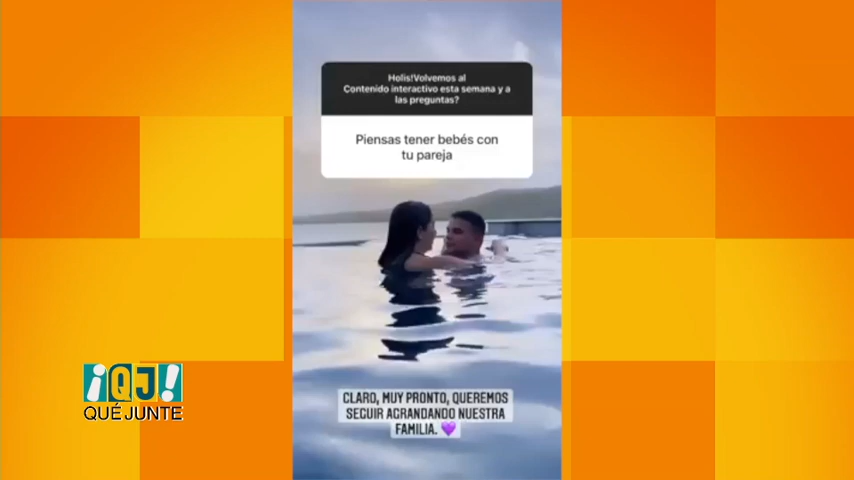 Holis!Volvemos al
Contenido interactivo esta semana y a
las preguntas?
Piensas tener bebés con
tu pareja
CLARO, MUY PRONTO, QUEREMOS
SEGUIR AGRANDANDO NUESTRA
FAMILIA. 💜
¡QJ!
QUÉ JUNTE